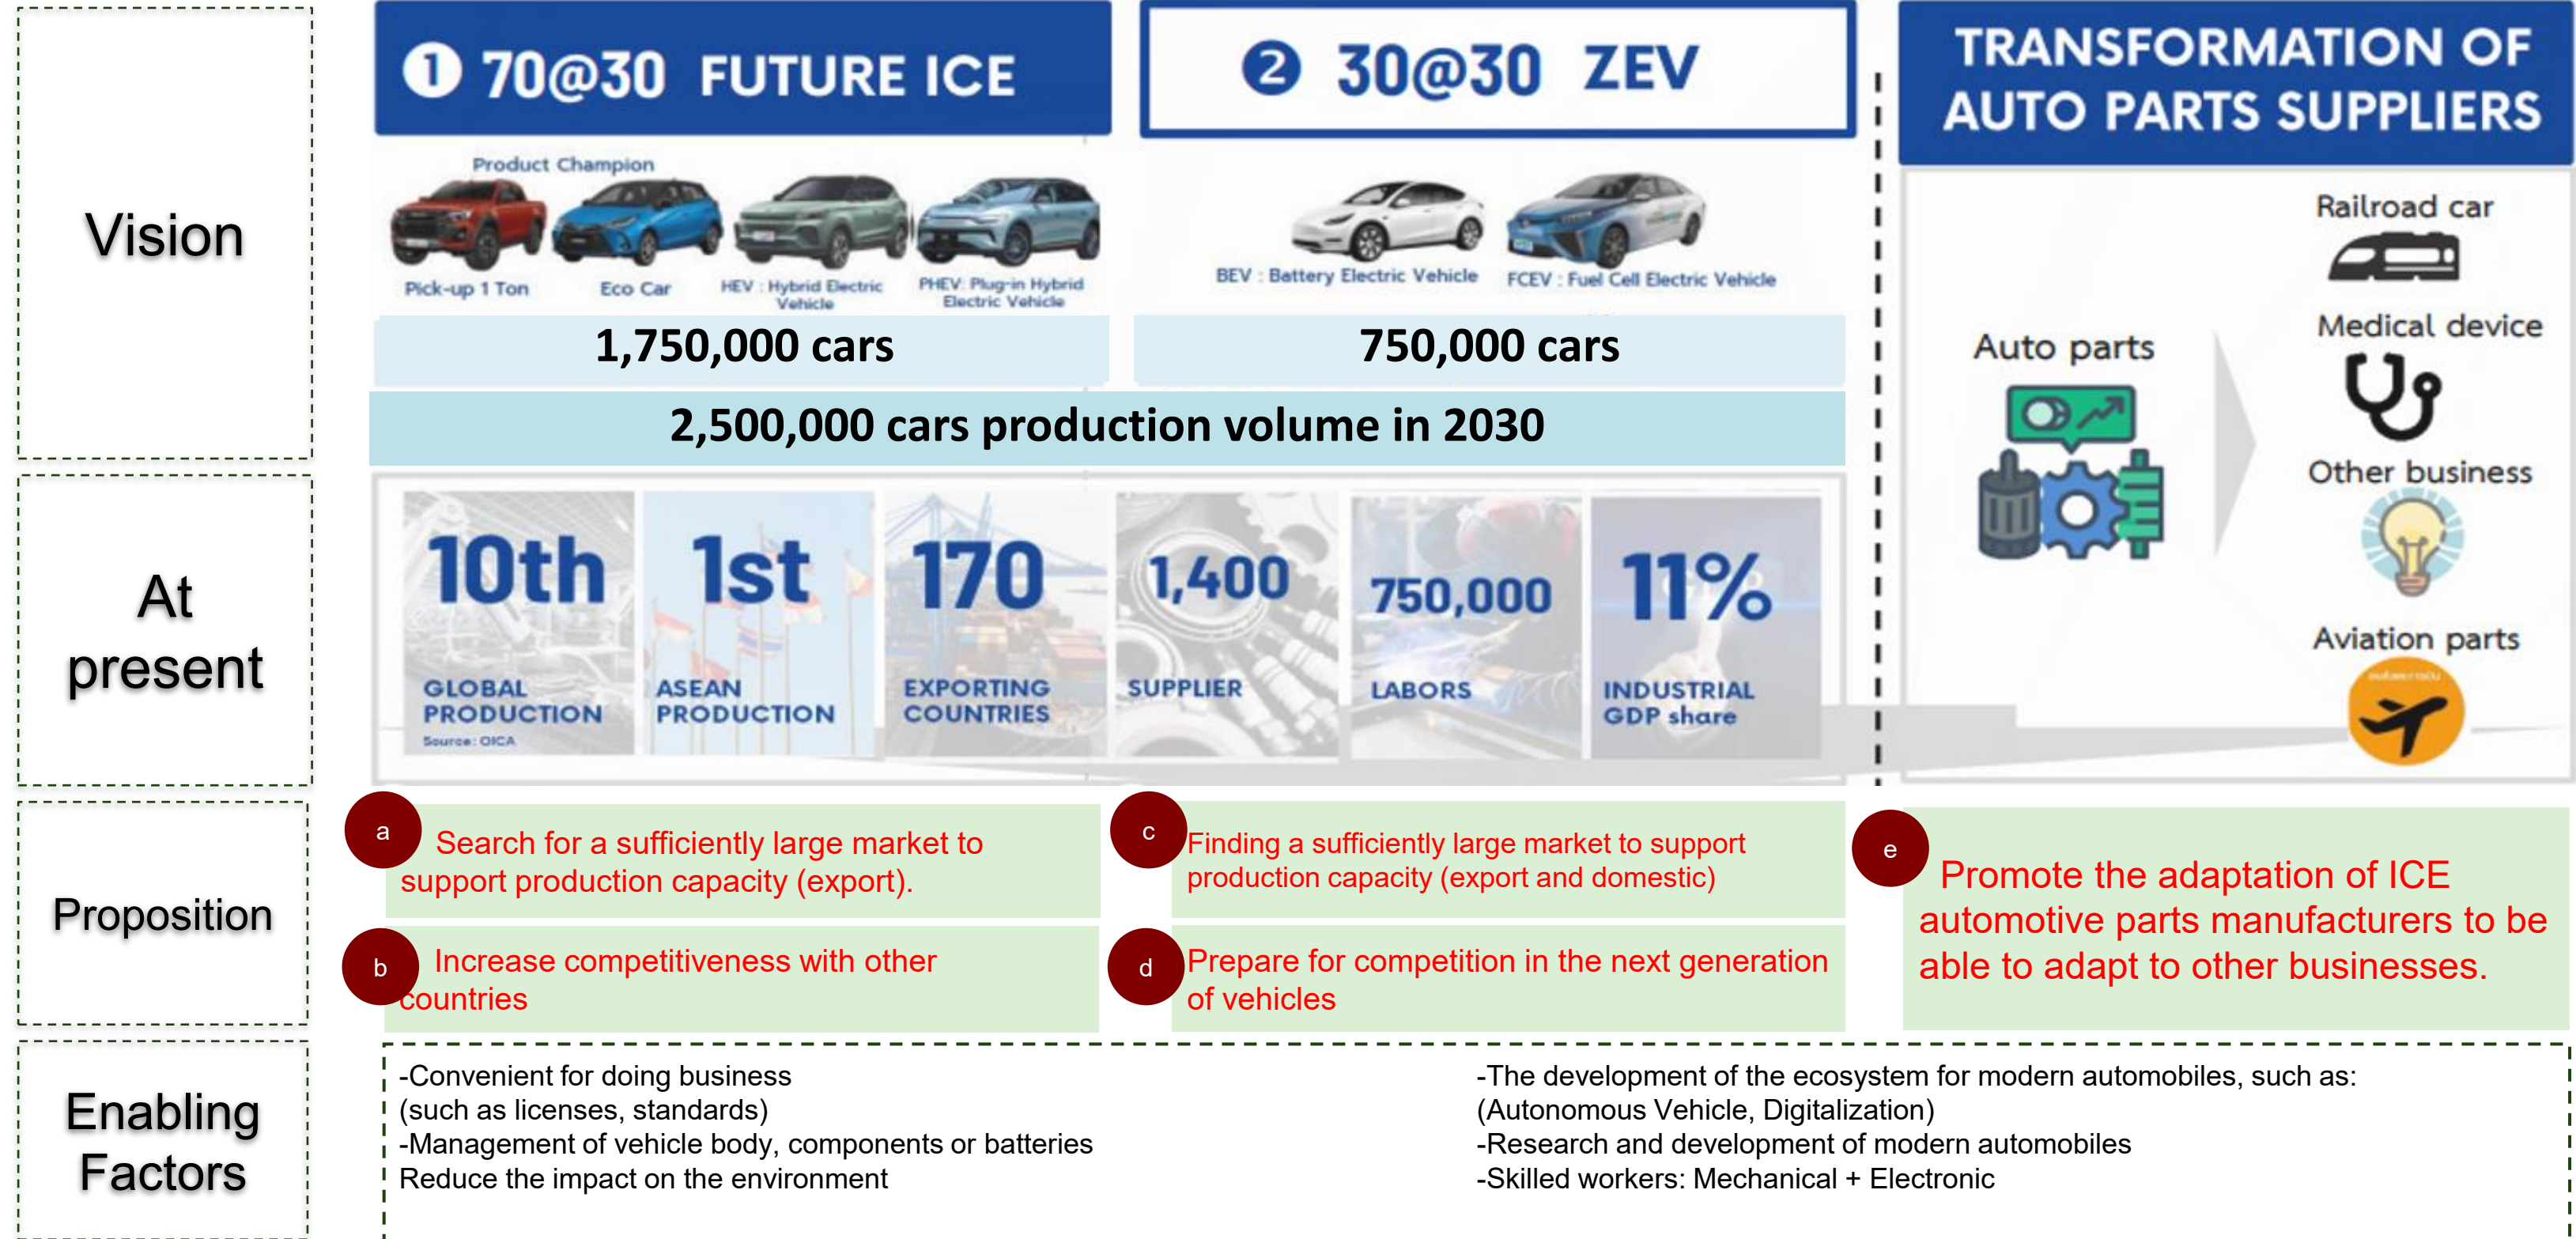 Vision
❶ 70@30 FUTURE ICE
Product Champion
Pick-up 1 Ton
Eco Car
HEV : Hybrid Electric
Vehicle
PHEV: Plug-in Hybrid
Electric Vehicle
1,750,000 cars
❷ 30@30 ZEV
BEV : Battery Electric Vehicle
FCEV : Fuel Cell Electric Vehicle
750,000 cars
2,500,000 cars production volume in 2030
TRANSFORMATION OF
AUTO PARTS SUPPLIERS
Auto parts
Railroad car
Medical device
Other business
Aviation parts
At
present
10th
GLOBAL
PRODUCTION
Source: OICA
1st
ASEAN
PRODUCTION
170
EXPORTING
COUNTRIES
1,400
SUPPLIER
750,000
LABORS
11%
INDUSTRIAL
GDP share
Proposition
a
Search for a sufficiently large market to
support production capacity (export).
b
Increase competitiveness with other
countries
c
Finding a sufficiently large market to support
production capacity (export and domestic)
d
Prepare for competition in the next generation
of vehicles
e
Promote the adaptation of ICE
automotive parts manufacturers to be
able to adapt to other businesses.
Enabling
Factors
-Convenient for doing business
(such as licenses, standards)
-Management of vehicle body, components or batteries
Reduce the impact on the environment
-The development of the ecosystem for modern automobiles, such as:
(Autonomous Vehicle, Digitalization)
-Research and development of modern automobiles
-Skilled workers: Mechanical + Electronic